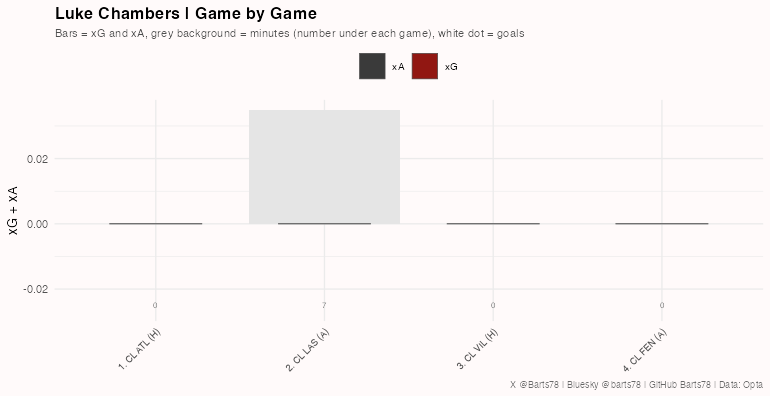 Luke Chambers | Game by Game
Bars = xG and xA, grey background = minutes (number under each game), white dot = goals
xA xG
XG + XA
0.02
0.00
-0.02
0 7 0 0
1. CL ATL (H)
2. CL LAS (A)
3. CL VIL (H)
4. CL FEN (A)
X @Barts78 | Bluesky @barts78 | GitHub Barts78 | Data: Opta